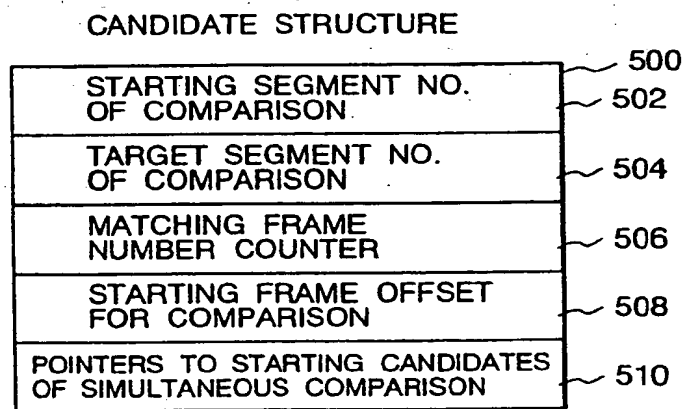 CANDIDATE STRUCTURE
500
STARTING SEGMENT NO.
OF COMPARISON
502
TARGET SEGMENT NO.
OF COMPARISON
504
MATCHING FRAME
NUMBER COUNTER
506
STARTING FRAME OFFSET
FOR COMPARISON
508
POINTERS TO STARTING CANDIDATES
OF SIMULTANEOUS COMPARISON
510